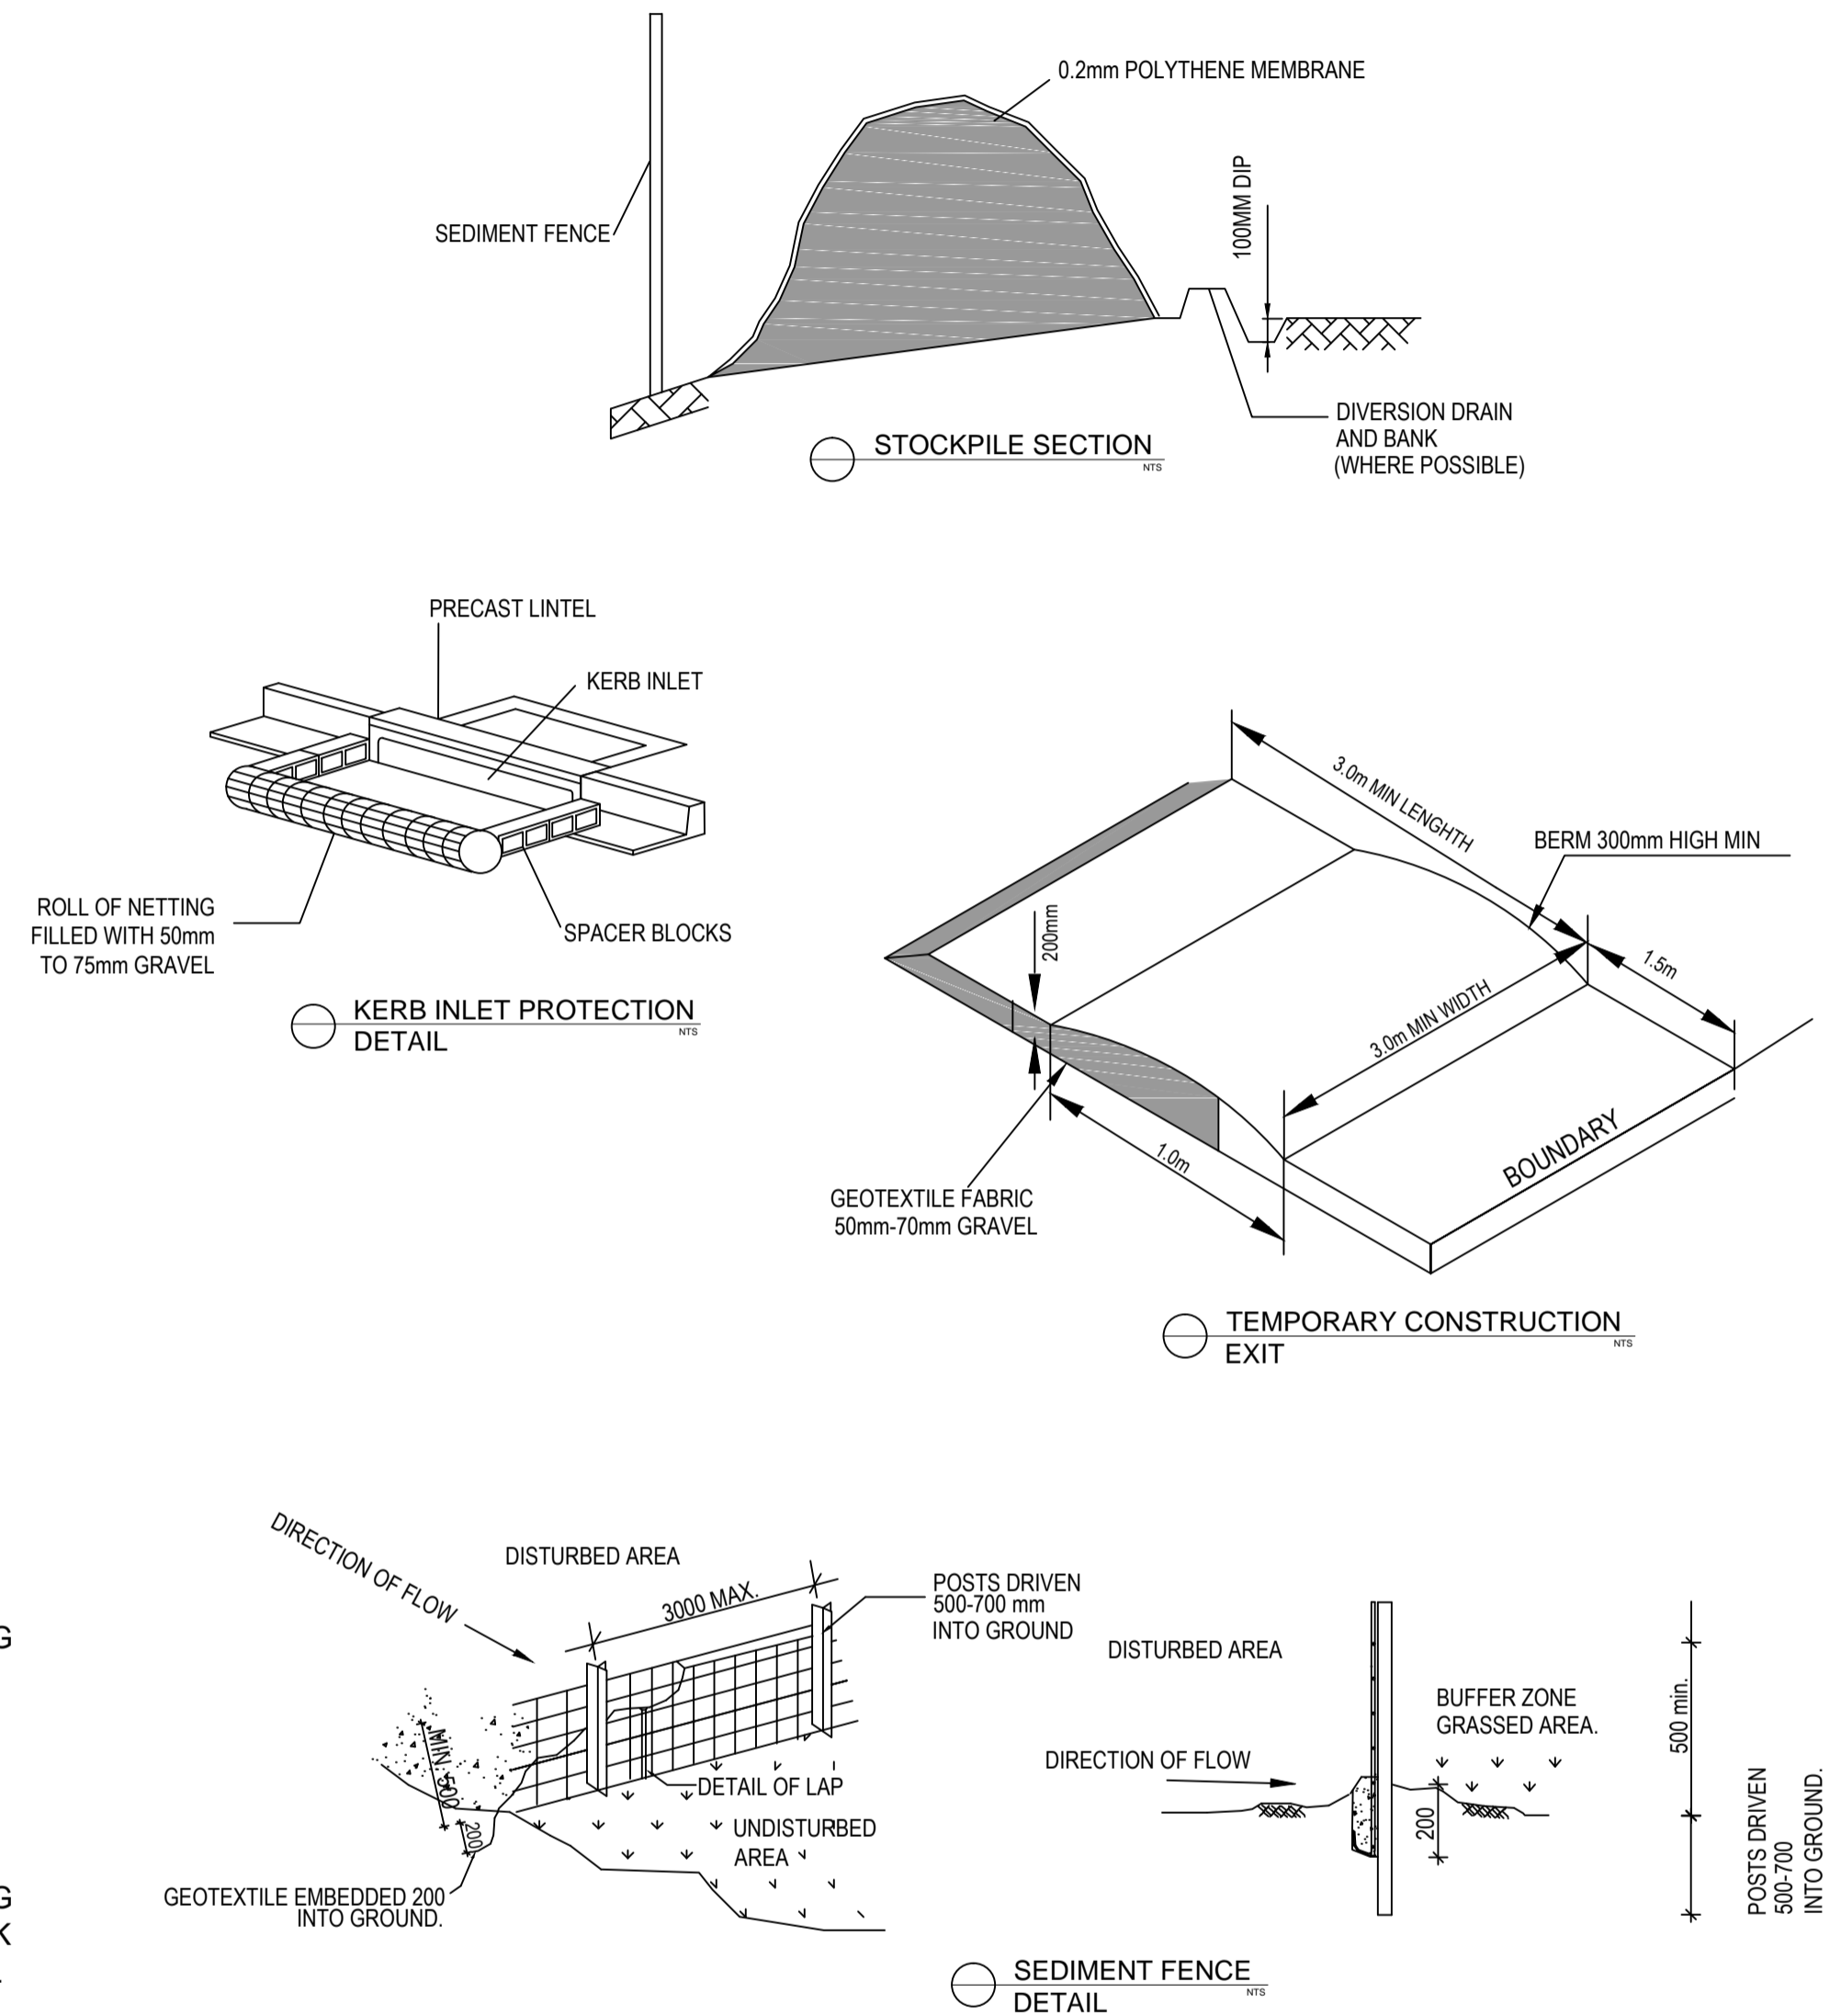 0.2mm POLYTHENE MEMBRANE
SEDIMENT FENCE
100MM DIP
DIVERSION DRAIN
AND BANK
(WHERE POSSIBLE)
STOCKPILE SECTION
NTS
PRECAST LINTEL
KERB INLET
ROLL OF NETTING
FILLED WITH 50mm
TO 75mm GRAVEL
SPACER BLOCKS
KERB INLET PROTECTION
NTS
DETAIL
3.0m MIN LENGHTH
BERM 300mm HIGH MIN
200mm
1.5m
3.0m MIN WIDTH
1.0m
BOUNDARY
GEOTEXTILE FABRIC
50mm-70mm GRAVEL
TEMPORARY CONSTRUCTION
NTS
EXIT
DIRECTION OF FLOW
DISTURBED AREA
3000 MAX.
POSTS DRIVEN
500-700 mm
INTO GROUND
MIN 500
200
DETAIL OF LAP
UNDISTURBED
AREA
GEOTEXTILE EMBEDDED 200
INTO GROUND.
DISTURBED AREA
BUFFER ZONE
GRASSED AREA.
DIRECTION OF FLOW
200
500 min.
POSTS DRIVEN
500-700
INTO GROUND.
SEDIMENT FENCE
NTS
DETAIL
G
G
K